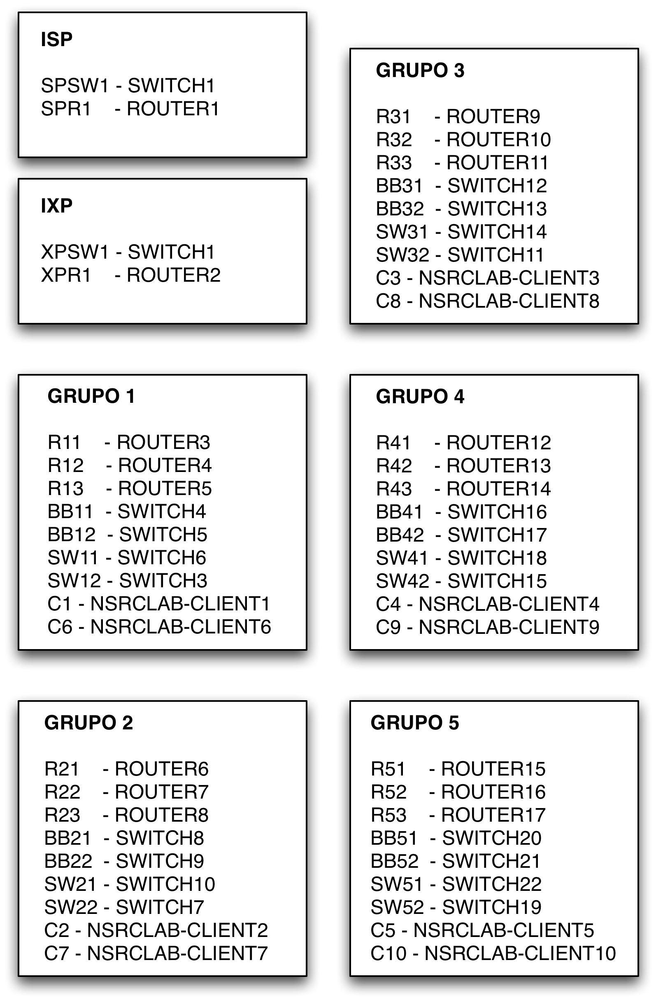 ISP
SPSW1 - SWITCH1
SPR1 - ROUTER1
IXP
XPSW1 - SWITCH1
XPR1 - ROUTER2
GRUPO 3
R31 - ROUTER9
R32 - ROUTER10
R33 - ROUTER11
BB31 - SWITCH12
BB32 - SWITCH13
SW31 - SWITCH14
SW32 - SWITCH11
C3 - NSRCLAB-CLIENT3
C8 - NSRCLAB-CLIENT8
GRUPO 1
R11 - ROUTER3
R12 - ROUTER4
R13 - ROUTER5
BB11 - SWITCH4
BB12 - SWITCH5
SW11 - SWITCH6
SW12 - SWITCH3
C1 - NSRCLAB-CLIENT1
C6 - NSRCLAB-CLIENT6
GRUPO 4
R41 - ROUTER12
R42 - ROUTER13
R43 - ROUTER14
BB41 - SWITCH16
BB42 - SWITCH17
SW41 - SWITCH18
SW42 - SWITCH15
C4 - NSRCLAB-CLIENT4
C9 - NSRCLAB-CLIENT9
GRUPO 2
R21 - ROUTER6
R22 - ROUTER7
R23 - ROUTER8
BB21 - SWITCH8
BB22 - SWITCH9
SW21 - SWITCH10
SW22 - SWITCH7
C2 - NSRCLAB-CLIENT2
C7 - NSRCLAB-CLIENT7
GRUPO 5
R51 - ROUTER15
R52 - ROUTER16
R53 - ROUTER17
BB51 - SWITCH20
BB52 - SWITCH21
SW51 - SWITCH22
SW52 - SWITCH19
C5 - NSRCLAB-CLIENT5
C10 - NSRCLAB-CLIENT10